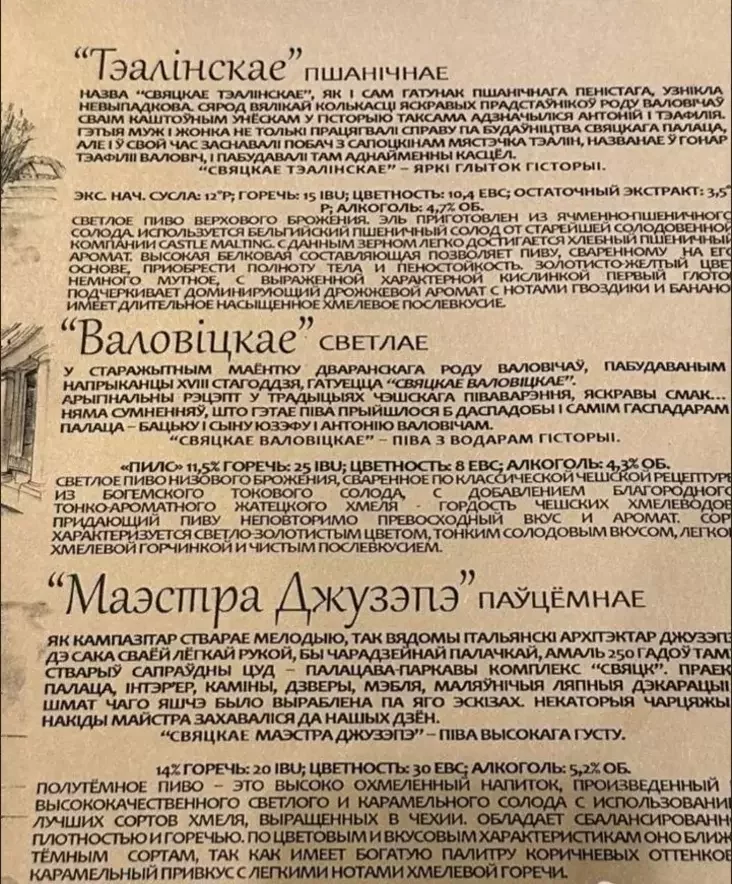 “Тэалінскае” ПШАНІЧНАЕ
НАЗВА “СВЯЦКАЕ ТЭАЛІНСКАЕ”, ЯК І САМ ГАТУНАК ПШАНІЧНАГА ПЕНІСТАГА, УЗНІКЛА
НЕВЫПАДКОВА. СЯРОД ВЯЛІКАЙ КОЛЬКАСЦІ ЯСКРАВЫХ ПРАДСТАЎНІКОЎ РОДУ ВАЛОВІЧАЎ
СВАІМ КАШТОЎНЫМ УНЁСКАМ У ГІСТОРЫЮ ТАКСАМА АДЗНАЧЫЛІСЯ АНТОНІЙ І ТЭАФІЛІЯ.
ГЭТЫЯ МУЖ І ЖОНКА НЕ ТОЛЬКІ ПРАЦЯГВАЛІ СПРАВУ ПА БУДАЎНІЦТВА СВЯЦКАГА ПАЛАЦА,
АЛЕ І Ў СВОЙ ЧАС ЗАСНАВАЛІ ПОБАЧ З САПОЦКІНАМ МЯСТЭЧКА ТЭАЛІН, НАЗВАНАЕ Ў ГОНАР
ТЭАФІЛІІ ВАЛОВІЧ, І ПАБУДАВАЛІ ТАМ АДНАЙМЕННЫ КАСЦЁЛ.
“СВЯЦКАЕ ТЭАЛІНСКАЕ” – ЯРКІ ГЛЫТОК ГІСТОРЫІ.
ЭКС. НАЧ. СУСЛА: 12°Р; ГОРЕЧЬ: 15 IBU; ЦВЕТНОСТЬ: 10,4 ЕВС; ОСТАТОЧНЫЙ ЭКСТРАКТ: 3,5°
Р; АЛКОГОЛЬ: 4,7% ОБ.
СВЕТЛОЕ ПИВО ВЕРХОВОГО БРОЖЕНИЯ. ЭЛЬ ПРИГОТОВЛЕН ИЗ ЯЧМЕННО-ПШЕНИЧНОГО
СОЛОДА. ИСПОЛЬЗУЕТСЯ БЕЛЬГИЙСКИЙ ПШЕНИЧНЫЙ СОЛОД ОТ СТАРЕЙШЕЙ СОЛОДОВЕННОЙ
КОМПАНИИ CASTLE MALTING. С ДАННЫМ ЗЕРНОМ ЛЕГКО ДОСТИГАЕТСЯ ХЛЕБНЫЙ ПШЕНИЧНЫЙ
АРОМАТ. ВЫСОКАЯ БЕЛКОВАЯ СОСТАВЛЯЮЩАЯ ПОЗВОЛЯЕТ ПИВУ, СВАРЕННОМУ НА ЕГО
ОСНОВЕ, ПРИОБРЕСТИ ПОЛНОТУ ТЕЛА И ПЕНОСТОЙКОСТЬ. ЗОЛОТИСТО-ЖЕЛТЫЙ ЦВЕТ
НЕМНОГО МУТНОЕ, С ВЫРАЖЕННОЙ ХАРАКТЕРНОЙ КИСЛИНКОЙ ПЕРВЫЙ ГЛОТО
ПОДЧЕРКИВАЕТ ДОМИНИРУЮЩИЙ ДРОЖЖЕВОЙ АРОМАТ С НОТАМИ ГВОЗДИКИ И БАНАНО
ИМЕЕТ ДЛИТЕЛЬНОЕ НАСЫЩЕННОЕ ХМЕЛЕВОЕ ПОСЛЕВКУСИЕ.
“Валовіцкае” СВЕТЛАЕ
У СТАРАЖЫТНЫМ МАЁНТКУ ДВАРАНСКАГА РОДУ ВАЛОВІЧАЎ, ПАБУДАВАНЫМ
НАПРЫКАНЦЫ XVIII СТАГОДДЗЯ, ГАТУЕЦЦА “СВЯЦКАЕ ВАЛОВІЦКАЕ”.
АРЫГІНАЛЬНЫ РЭЦЭПТ У ТРАДЫЦЫЯХ ЧЭШСКАГА ПІВАВАРЭННЯ, ЯСКРАВЫ СМАК...
НЯМА СУМНЕННЯЎ, ШТО ГЭТАЕ ПІВА ПРЫЙШЛОСЯ Б ДАСПАДОБЫ І САМІМ ГАСПАДАРАМ
ПАЛАЦА – БАЦЬКУ І СЫНУ ЮЗЭФУ І АНТОНІЮ ВАЛОВІЧАМ.
“СВЯЦКАЕ ВАЛОВІЦКАЕ” – ПІВА З ВОДАРАМ ГІСТОРЫІ.
«ПИЛС» 11,5% ГОРЕЧЬ: 25 IBU; ЦВЕТНОСТЬ: 8 ЕВС; АЛКОГОЛЬ: 4,3% ОБ.
СВЕТЛОЕ ПИВО НИЗОВОГО БРОЖЕНИЯ, СВАРЕННОЕ ПО КЛАССИЧЕСКОЙ ЧЕШСКОЙ РЕЦЕПТУРЕ
ИЗ БОГЕМСКОГО ТОКОВОГО СОЛОДА, С ДОБАВЛЕНИЕМ БЛАГОРОДНОГО
ТОНКО-АРОМАТНОГО ЖАТЕЦКОГО ХМЕЛЯ - ГОРДОСТЬ ЧЕШСКИХ ХМЕЛЕВОДОВ
ПРИДАЮЩИЙ ПИВУ НЕПОВТОРИМО ПРЕВОСХОДНЫЙ ВКУС И АРОМАТ. СОРТ
ХАРАКТЕРИЗУЕТСЯ СВЕТЛО-ЗОЛОТИСТЫМ ЦВЕТОМ, ТОНКИМ СОЛОДОВЫМ ВКУСОМ, ЛЕГКО
ХМЕЛЕВОЙ ГОРЧИНКОЙ И ЧИСТЫМ ПОСЛЕВКУСИЕМ.
“Маэстра Джузэпэ” ПАЎЦЁМНАЕ
ЯК КАМПАЗІТАР СТВАРАЕ МЕЛОДЫЮ, ТАК ВЯДОМЫ ІТАЛЬЯНСКІ АРХІТЭКТАР ДЖУЗЭПЭ
ДЭ САКА СВАЁЙ ЛЁГКАЙ РУКОЙ, БЫ ЧАРАДЗЕЙНАЙ ПАЛАЧКАЙ, АМАЛЬ 250 ГАДОЎ ТАМУ
СТВАРЫЎ САПРАЎДНЫ ЦУД – ПАЛАЦАВА-ПАРКАВЫ КОМПЛЕКС “СВЯЦК”. ПРАЕК
ПАЛАЦА, ІНТЭР'ЕР, КАМІНЫ, ДЗВЕРЫ, МЭБЛЯ, МАЛЯЎНІЧЫЯ ЛЯПНЫЯ ДЭКАРАЦЫІ
ШМАТ ЧАГО ЯШЧЭ БЫЛО ВЫРАБЛЕНА ПА ЯГО ЭСКІЗАХ. НЕКАТОРЫЯ ЧАРЦЯЖЫ
НАКІДЫ МАЙСТРА ЗАХАВАЛІСЯ ДА НАШЫХ ДЗЁН.
“СВЯЦКАЕ МАЭСТРА ДЖУЗЭПЭ” – ПІВА ВЫСОКАГА ГУСТУ.
14% ГОРЕЧЬ: 20 IBU; ЦВЕТНОСТЬ: 30 ЕВС; АЛКОГОЛЬ: 5,2% ОБ.
ПОЛУТЁМНОЕ ПИВО – ЭТО ВЫСОКО ОХМЕЛЕННЫЙ НАПИТОК, ПРОИЗВЕДЕННЫЙ
ВЫСОКОКАЧЕСТВЕННОГО СВЕТЛОГО И КАРАМЕЛЬНОГО СОЛОДА С ИСПОЛЬЗОВАНИ
ЛУЧШИХ СОРТОВ ХМЕЛЯ, ВЫРАЩЕННЫХ В ЧЕХИИ. ОБЛАДАЕТ СБАЛАНСИРОВАНН
ПЛОТНОСТЬЮ И ГОРЕЧЬЮ. ПО ЦВЕТОВЫМ И ВКУСОВЫМ ХАРАКТЕРИСТИКАМ ОНО БЛИЖ
ТЁМНЫМ СОРТАМ, ТАК КАК ИМЕЕТ БОГАТУЮ ПАЛИТРУ КОРИЧНЕВЫХ ОТТЕНКО
КАРАМЕЛЬНЫЙ ПРИВКУС С ЛЕГКИМИ НОТАМИ ХМЕЛЕВОЙ ГОРЕЧИ.